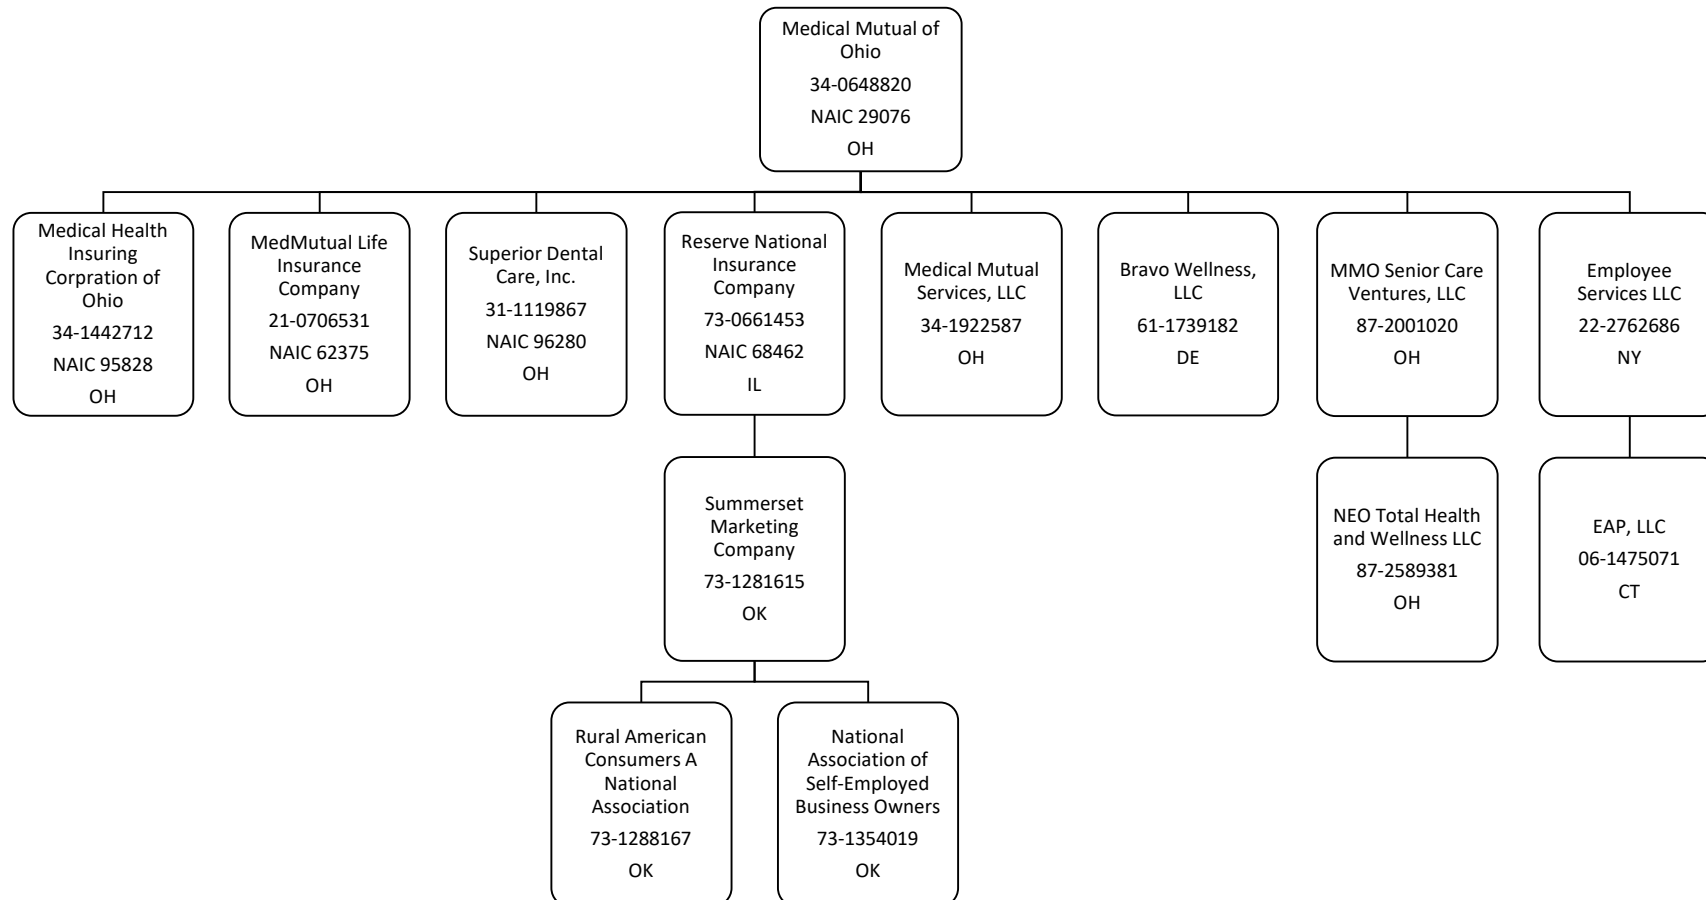 Medical Mutual of
Ohio
34-0648820
NAIC 29076
OH
Medical Health
Insuring
Corpration of
Ohio
34-1442712
NAIC 95828
OH
MedMutual Life
Insurance
Company
21-0706531
NAIC 62375
OH
Superior Dental
Care, Inc.
31-1119867
NAIC 96280
OH
Reserve National
Insurance
Company
73-0661453
NAIC 68462
IL
Medical Mutual
Services, LLC
34-1922587
OH
Bravo Wellness,
LLC
61-1739182
DE
MMO Senior Care
Ventures, LLC
87-2001020
OH
Employee
Services LLC
22-2762686
NY
Summerset
Marketing
Company
73-1281615
OK
NEO Total Health
and Wellness LLC
87-2589381
OH
EAP, LLC
06-1475071
CT
Rural American
Consumers A
National
Association
73-1288167
OK
National
Association of
Self-Employed
Business Owners
73-1354019
OK